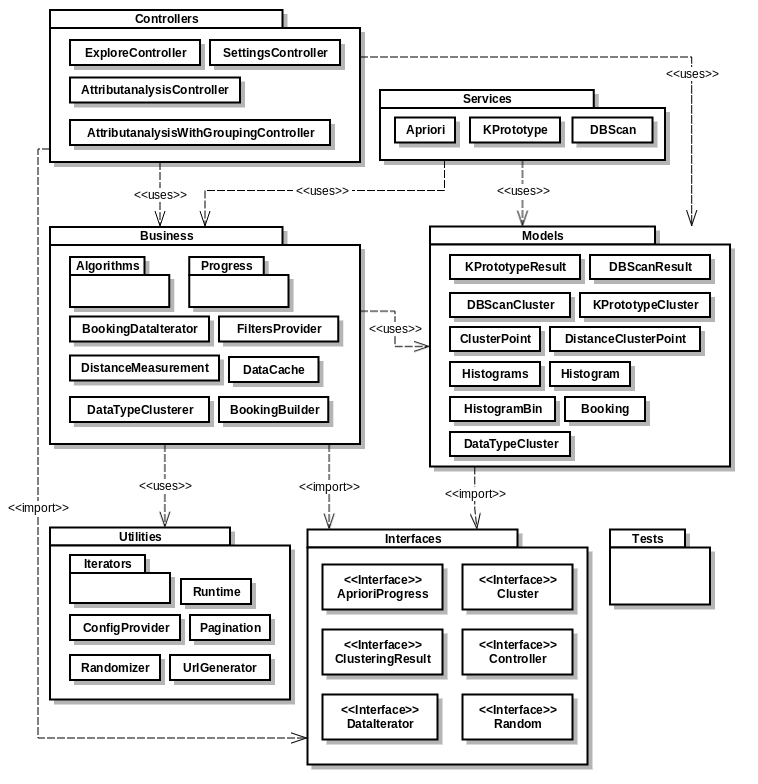 Controllers
ExploreController
SettingsController
AttributanalysisController
AttributanalysisWithGroupingController
<<uses>>
Services
Apriori
KPrototype
DBScan
<<uses>>
<<uses>>
<<uses>>
Business
Algorithms
Progress
BookingDataIterator
FiltersProvider
DistanceMeasurement
DataCache
DataTypeClusterer
BookingBuilder
<<uses>>
Models
KPrototypeResult
DBScanResult
DBScanCluster
KPrototypeCluster
ClusterPoint
DistanceClusterPoint
Histograms
Histogram
HistogramBin
Booking
DataTypeCluster
<<uses>>
<<import>>
<<import>>
<<import>>
Utilities
Iterators
Runtime
ConfigProvider
Pagination
Randomizer
UrlGenerator
Interfaces
<<Interface>>
AprioriProgress
<<Interface>>
Cluster
<<Interface>>
ClusteringResult
<<Interface>>
Controller
<<Interface>>
DataIterator
<<Interface>>
Random
Tests